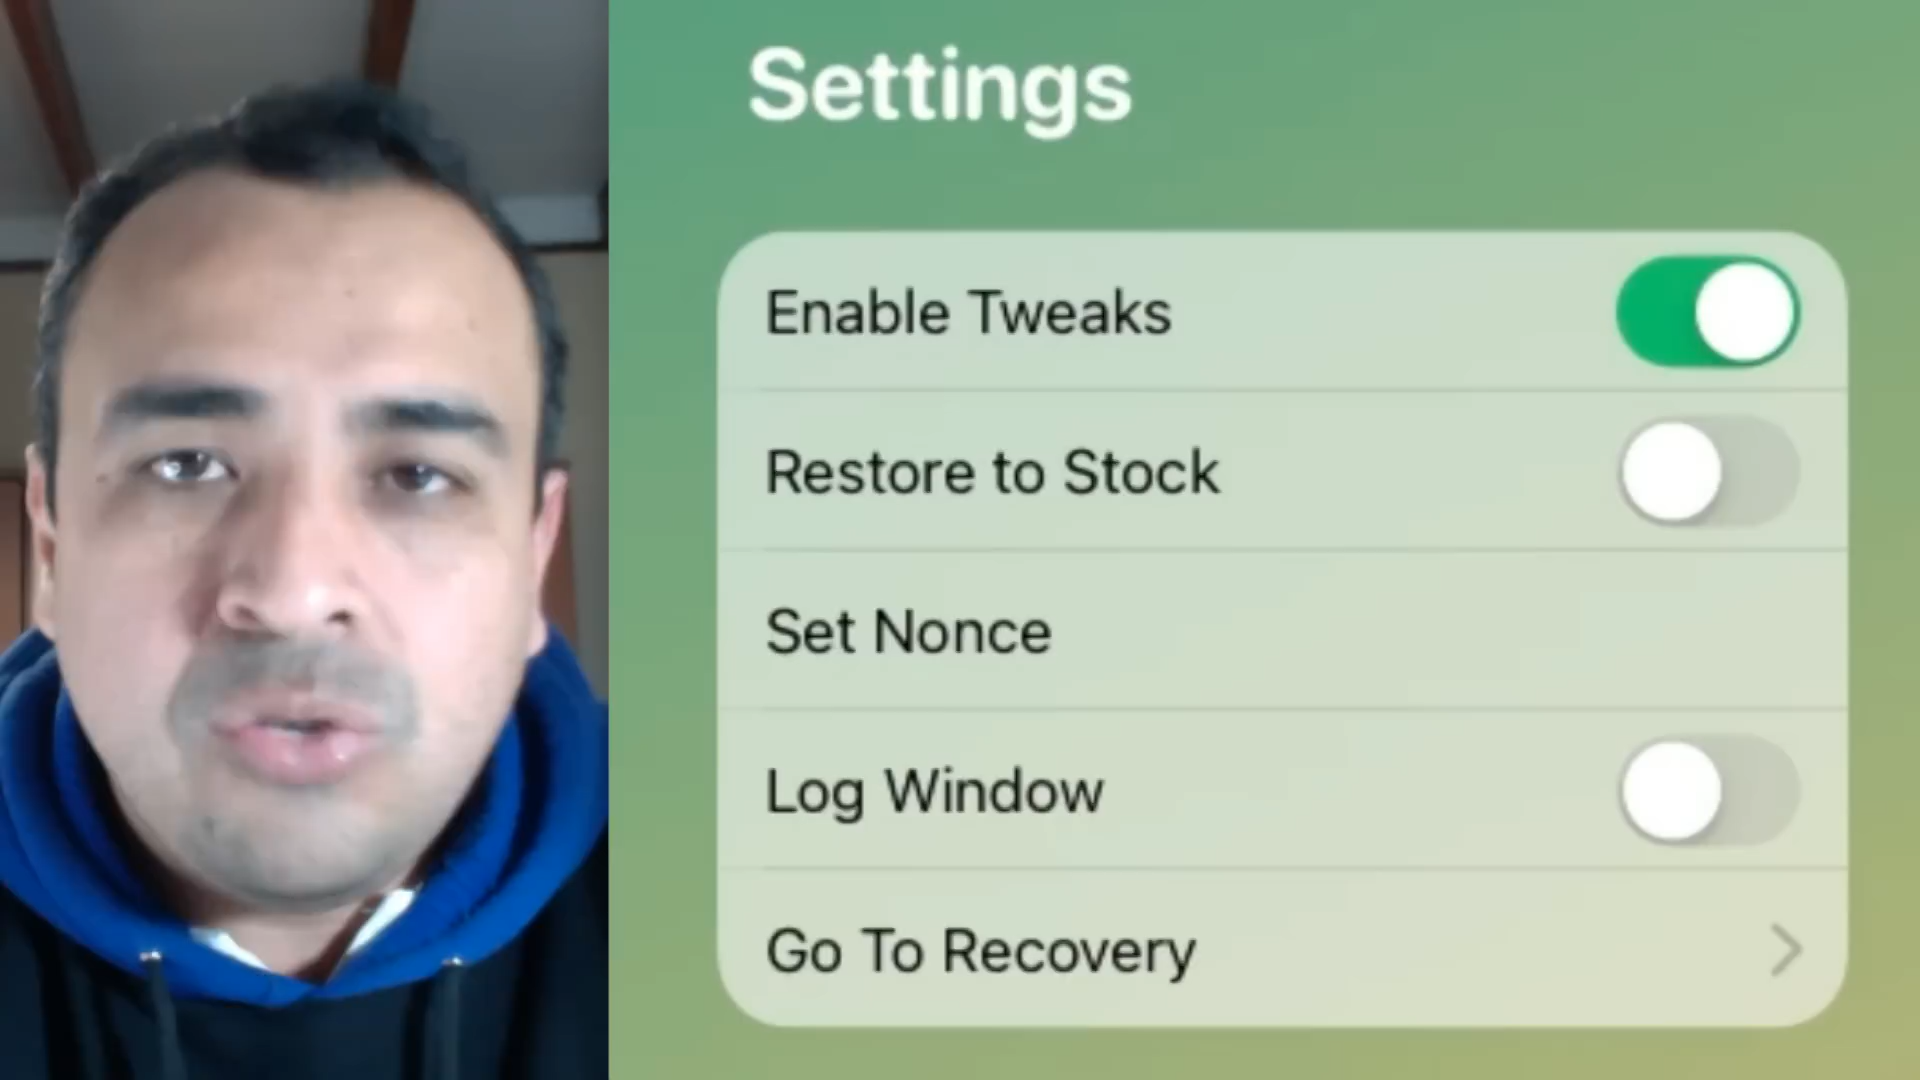 Settings
Enable Tweaks
Restore to Stock
Set Nonce
Log Window
Go To Recovery